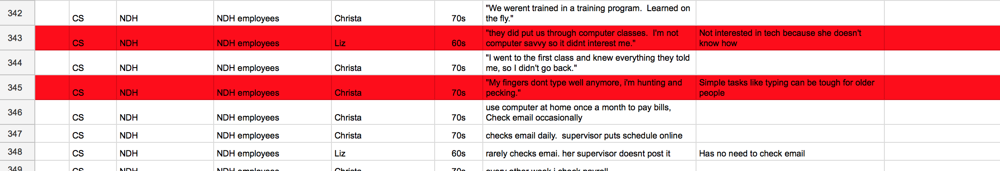 342 CS NDH NDH employees Christa 70s "We werent trained in a training program.  Learned on
the fly."
343 CS NDH NDH employees Liz 60s "they did put us through computer classes.  I'm not
computer savvy so it didnt interest me." Not interested in tech because she doesn't
know how
344 CS NDH NDH employees Christa 70s "I went to the first class and knew everything they told
me, so I didn't go back."
345 CS NDH NDH employees Christa 70s "My fingers dont type well anymore, i'm hunting and
pecking." Simple tasks like typing can be tough for older
people
346 CS NDH NDH employees Christa 70s use computer at home once a month to pay bills,
Check email occasionally
347 CS NDH NDH employees Christa 70s checks email daily.  supervisor puts schedule online
348 CS NDH NDH employees Liz 60s rarely checks emai. her supervisor doesnt post it Has no need to check email
349 CS NDH NDH employees Christa 70s every other week i check payroll